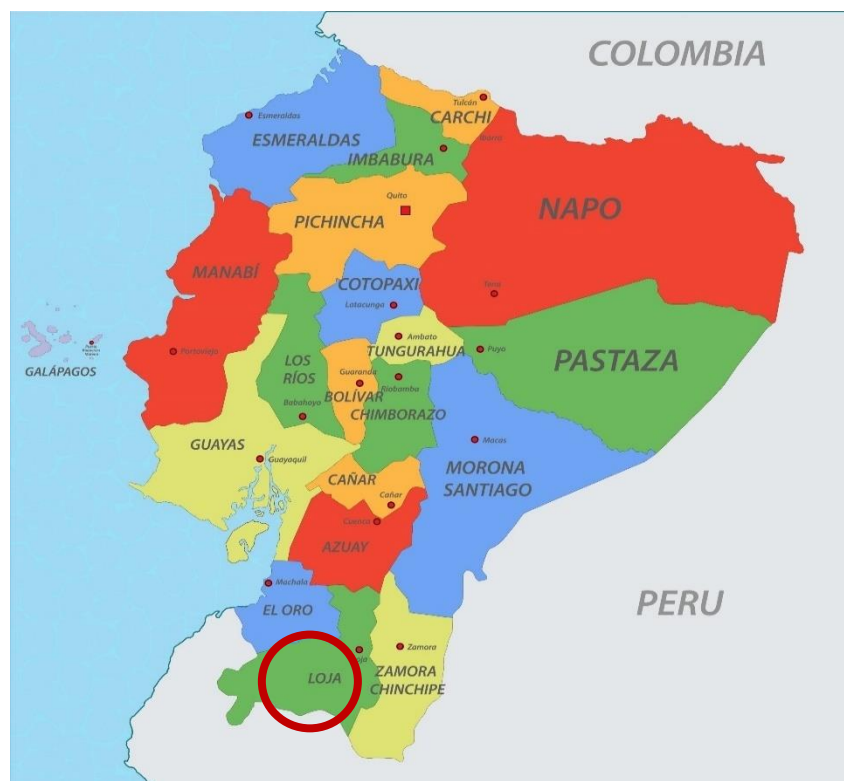 COLOMBIA
Tulcán
CARCHI
Esmeraldas
ESMERALDAS
Ibarra
IMBABURA
Quito
NAPO
PICHINCHA
MANABÍ
COTOPAXI
Tena
Latacunga
Ambato
TUNGURAHUA
Puyo
PASTAZA
Portoviejo
GALÁPAGOS
LOS
RÍOS
Guaranda
BOLÍVAR
Riobamba
CHIMBORAZO
Babahoyo
GUAYAS
Guayaquil
Macas
MORONA
SANTIAGO
CAÑAR
Cañar
Cuenca
AZUAY
Machala
EL ORO
PERU
Zamora
ZAMORA
CHINCHIPE
LOJA